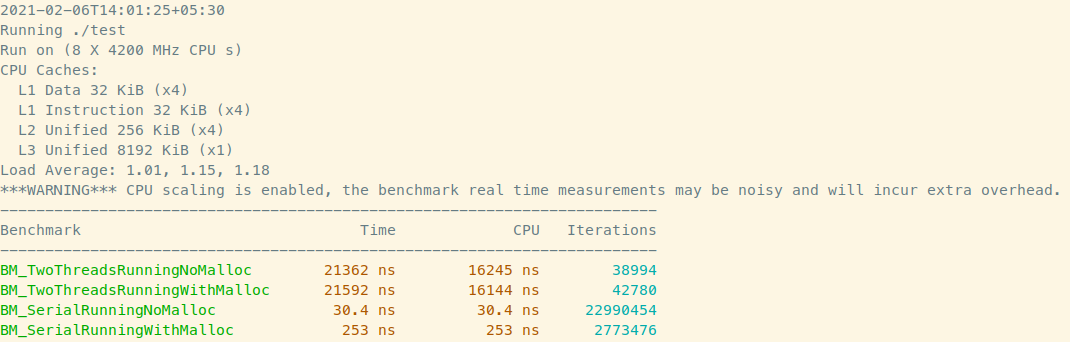 2021-02-06T14:01:25+05:30
Running ./test
Run on (8 X 4200 MHz CPU s)
CPU Caches:
  L1 Data 32 KiB (x4)
  L1 Instruction 32 KiB (x4)
  L2 Unified 256 KiB (x4)
  L3 Unified 8192 KiB (x1)
Load Average: 1.01, 1.15, 1.18
***WARNING*** CPU scaling is enabled, the benchmark real time measurements may be noisy and will incur extra overhead.
-------------------------------------------------------------------------
Benchmark                               Time             CPU   Iterations
-------------------------------------------------------------------------
BM_TwoThreadsRunningNoMalloc        21362 ns        16245 ns        38994
BM_TwoThreadsRunningWithMalloc      21592 ns        16144 ns        42780
BM_SerialRunningNoMalloc             30.4 ns         30.4 ns     22990454
BM_SerialRunningWithMalloc            253 ns          253 ns      2773476